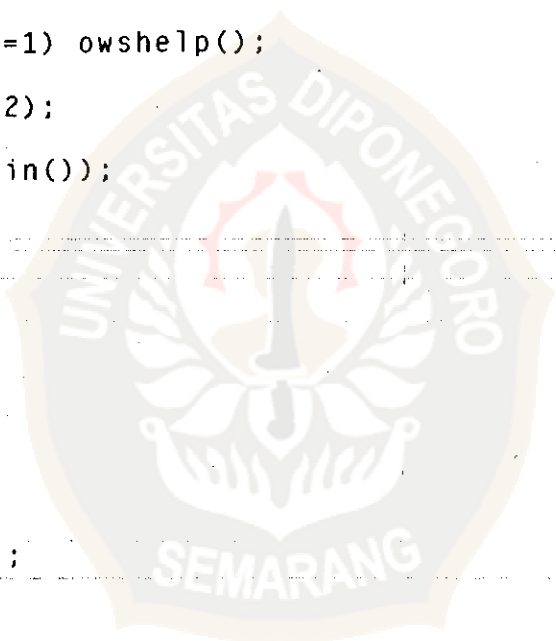 =1) owshelp();
2);
in());
;
UNIVERSITAS DIPONEGORO
SEMARANG